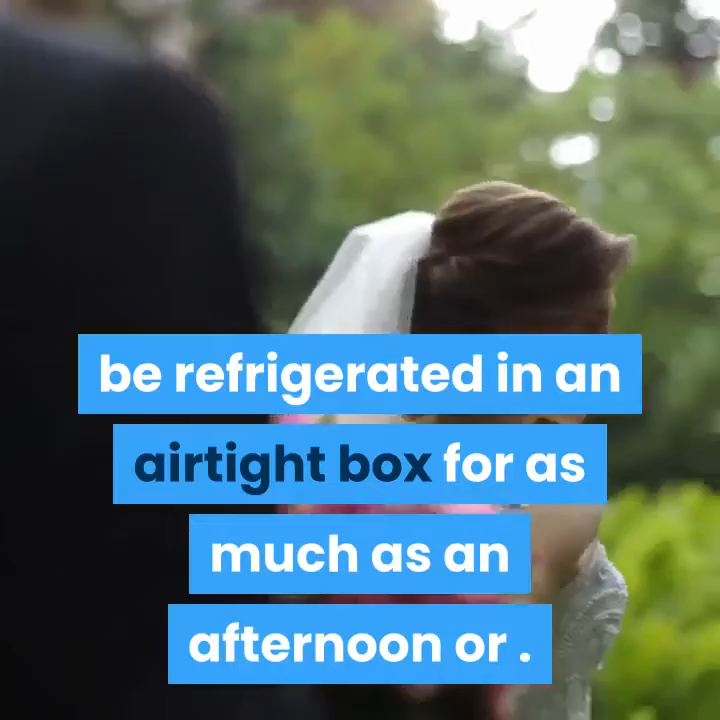 be refrigerated in an
airtight box for as
much as an
afternoon or .